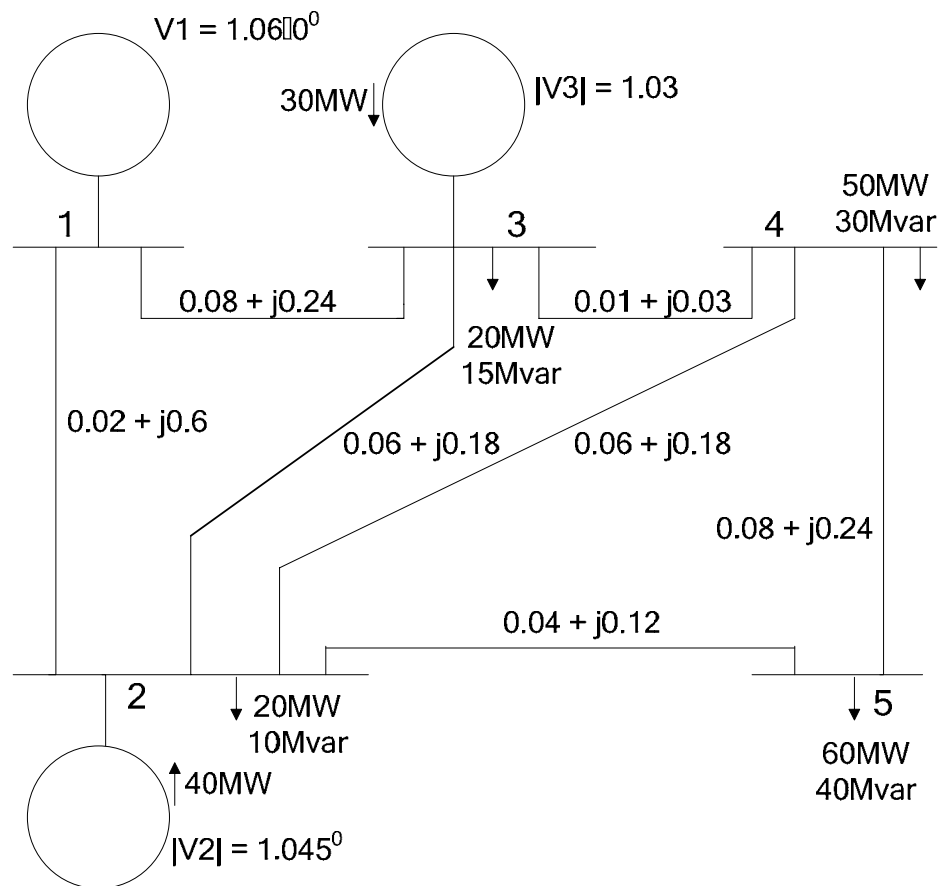 V1 = 1.06▯0⁰
30MW
|V3| = 1.03
50MW
30Mvar
1
3
4
0.08 + j0.24
0.01 + j0.03
20MW
15Mvar
0.02 + j0.6
0.06 + j0.18
0.06 + j0.18
0.08 + j0.24
0.04 + j0.12
2
20MW
10Mvar
5
60MW
40Mvar
40MW
|V2| = 1.045⁰